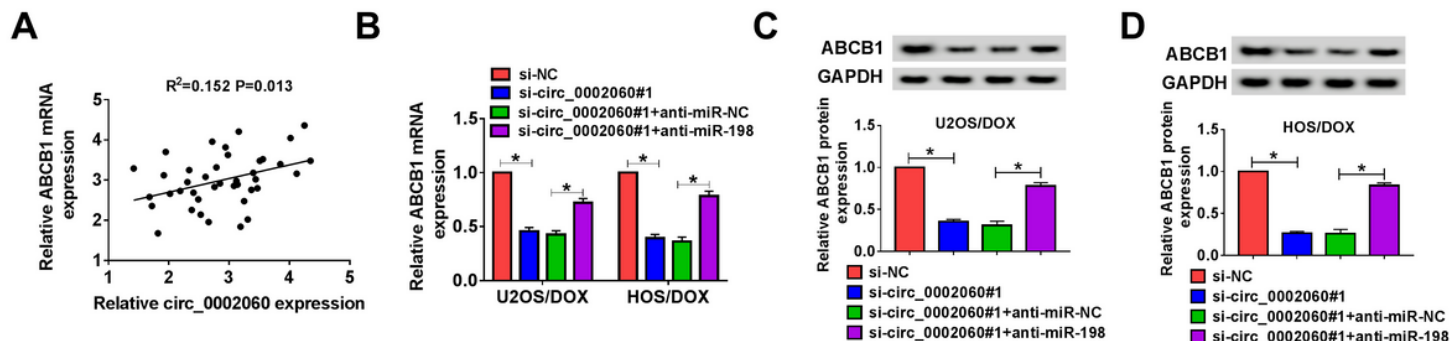 A
R²=0.152 P=0.013
Relative ABCB1 mRNA
expression
5
4
3
2
1
1
2
3
4
5
Relative circ_0002060 expression
B
si-NC
si-circ_0002060#1
si-circ_0002060#1+anti-miR-NC
si-circ_0002060#1+anti-miR-198
Relative ABCB1 mRNA
expression
1.5
1.0
0.5
0.0
*
*
*
*
U2OS/DOX
HOS/DOX
C
ABCB1
GAPDH
U2OS/DOX
Relative ABCB1 protein
expression
1.5
1.0
0.5
0.0
*
*
si-NC
si-circ_0002060#1
si-circ_0002060#1+anti-miR-NC
si-circ_0002060#1+anti-miR-198
D
ABCB1
GAPDH
HOS/DOX
Relative ABCB1 protein
expression
1.5
1.0
0.5
0.0
*
*
si-NC
si-circ_0002060#1
si-circ_0002060#1+anti-miR-NC
si-circ_0002060#1+anti-miR-198